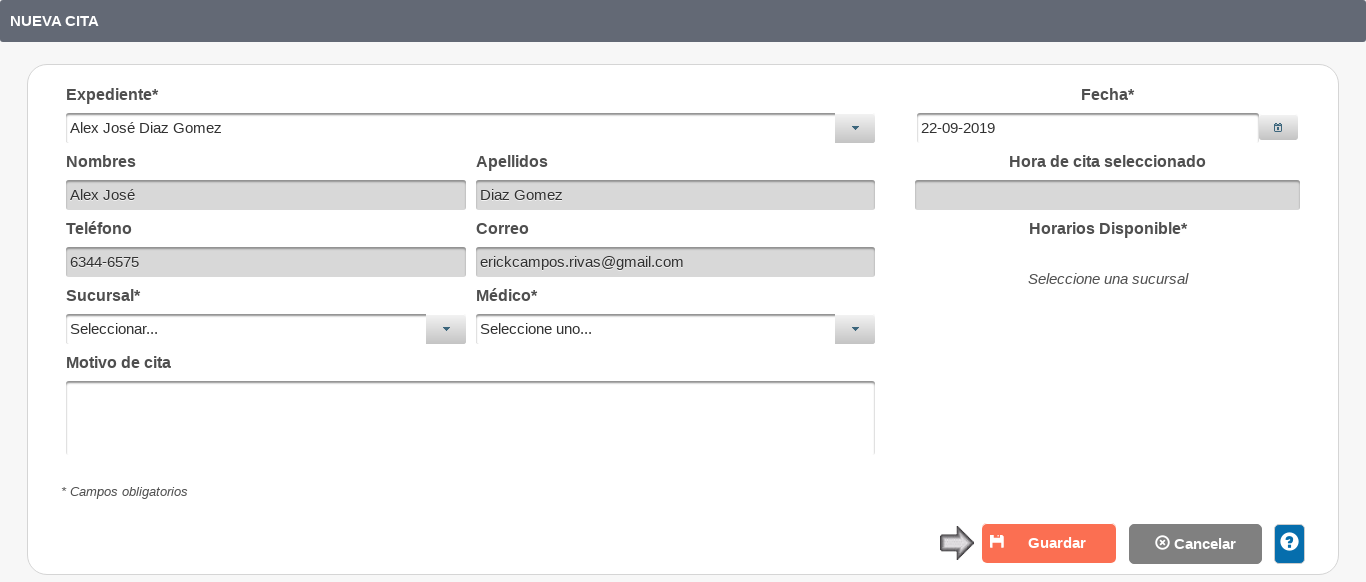 NUEVA CITA
Expediente*
Alex José Diaz Gomez
Nombres
Apellidos
Alex José
Diaz Gomez
Teléfono
Correo
6344-6575
erickcampos.rivas@gmail.com
Sucursal*
Médico*
Seleccionar...
Seleccione uno...
Motivo de cita
Fecha*
22-09-2019
Hora de cita seleccionado
Horarios Disponible*
Seleccione una sucursal
* Campos obligatorios
Guardar
Cancelar